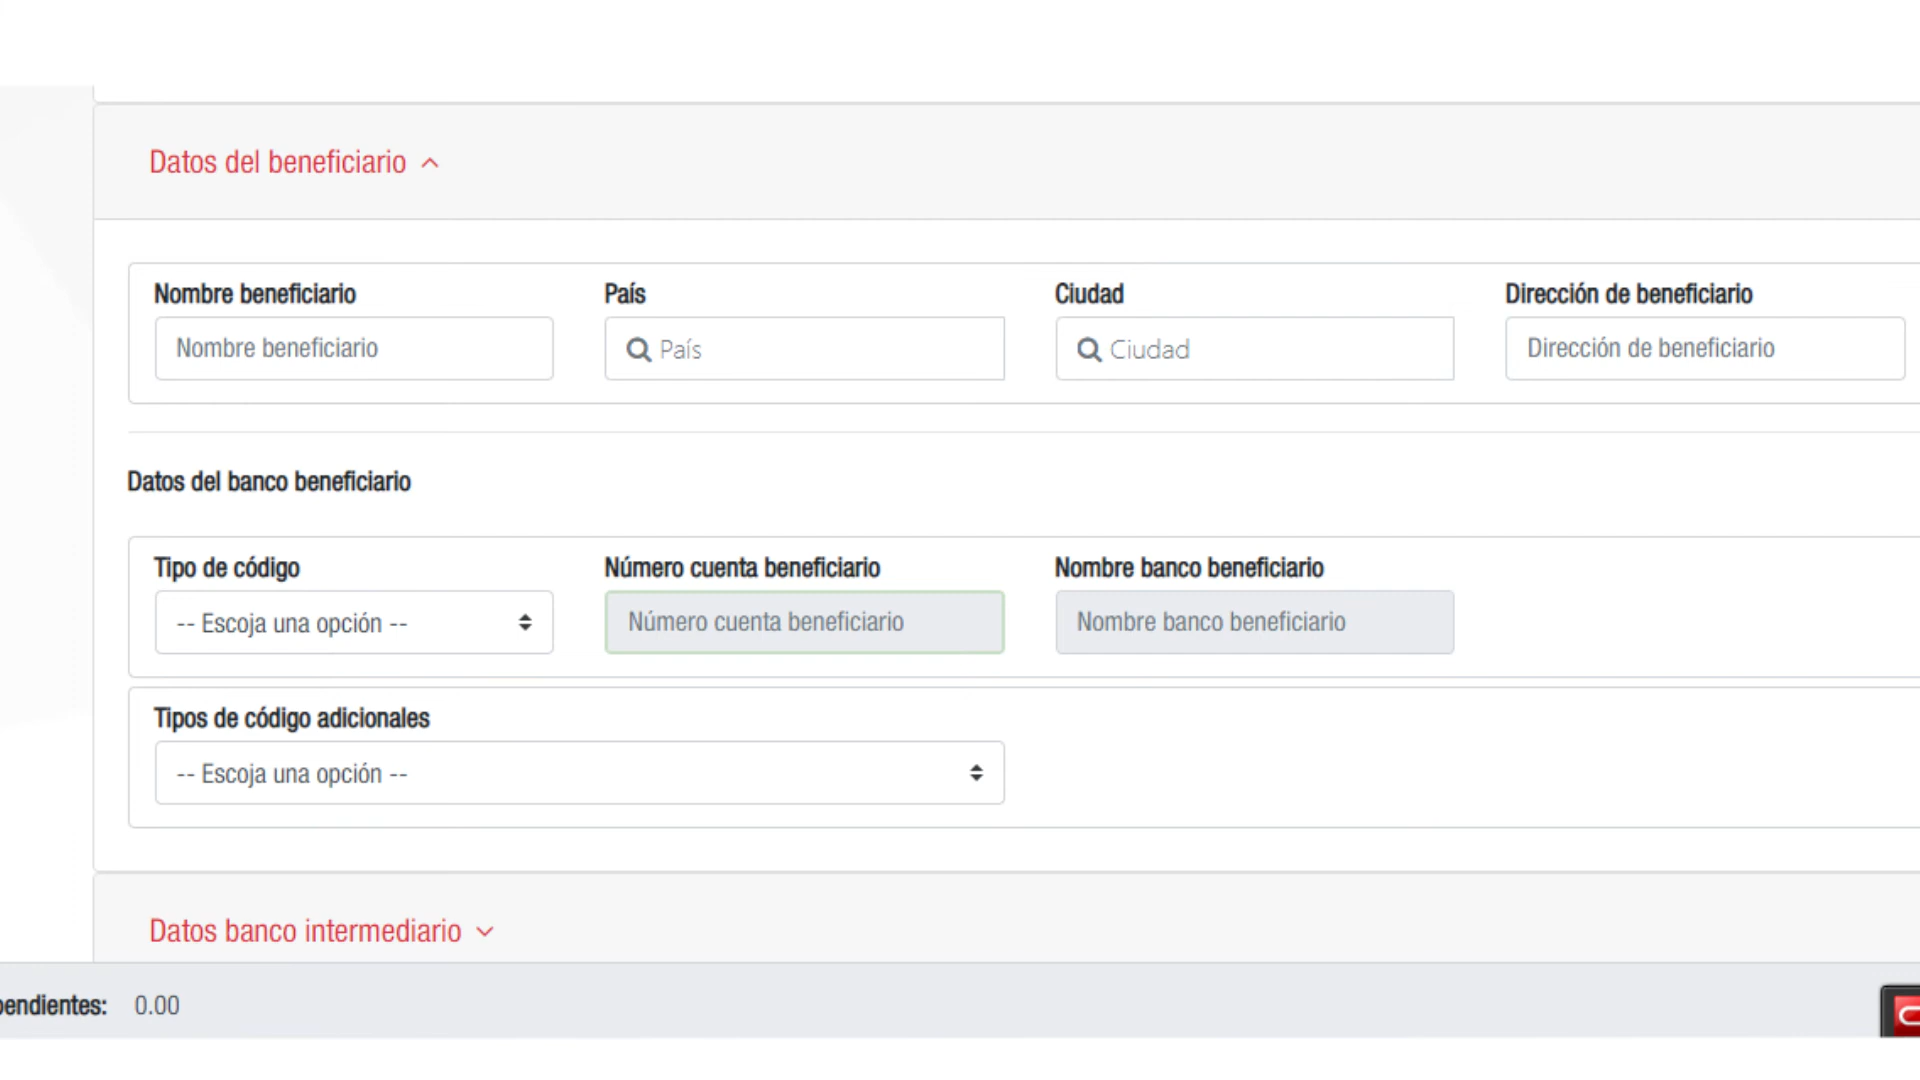 Datos del beneficiario
Nombre beneficiario País Ciudad Dirección de beneficiario
Nombre beneficiario País Ciudad Dirección de beneficiario
Datos del banco beneficiario
Tipo de código Número cuenta beneficiario Nombre banco beneficiario
-- Escoja una opción -- Número cuenta beneficiario Nombre banco beneficiario
Tipos de código adicionales
-- Escoja una opción --
Datos banco intermediario
pendientes: 0.00